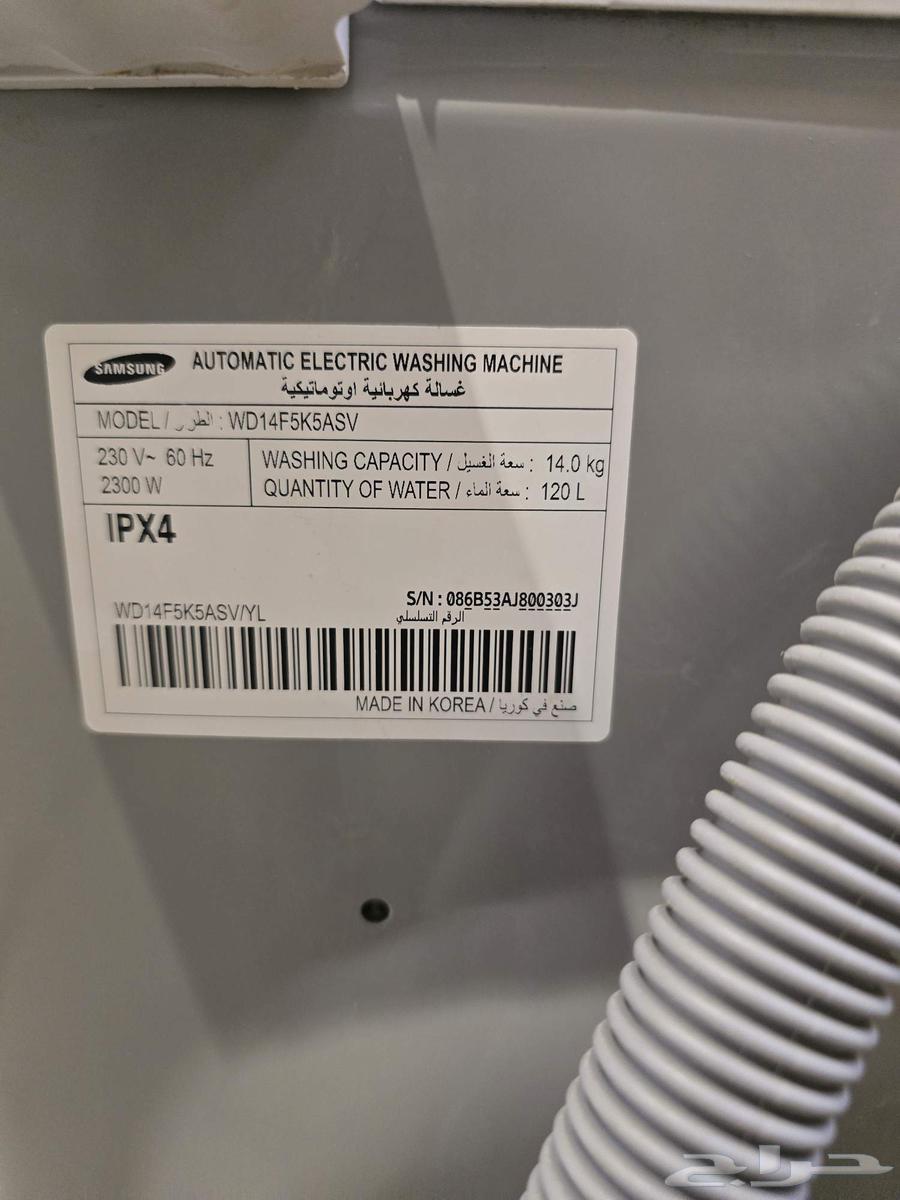 SAMSUNG
AUTOMATIC ELECTRIC WASHING MACHINE
غسالة كهربائية اوتوماتيكية
MODEL / الطرز : WD14F5K5ASV
230 V~ 60 Hz
2300 W
WASHING CAPACITY / سعة الغسيل : 14.0 kg
QUANTITY OF WATER / سعة الماء : 120 L
IPX4
S/N : 086B53AJ800303J
الرقم التسلسلي
WD14F5K5ASV/YL
MADE IN KOREA / صنع في كوريا
حراج